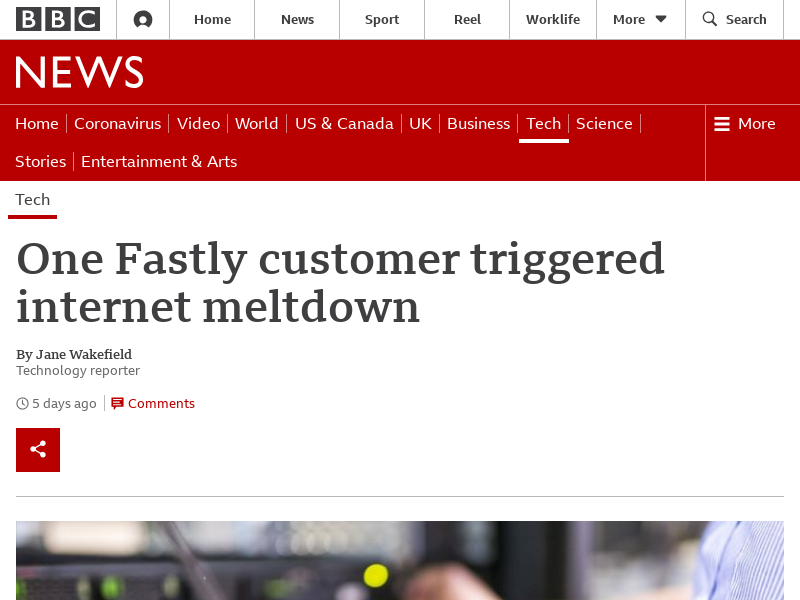 BBC Home News Sport Reel Worklife More Search
NEWS
Home Coronavirus Video World US & Canada UK Business Tech Science More
Stories Entertainment & Arts
Tech
One Fastly customer triggered
internet meltdown
By Jane Wakefield
Technology reporter
5 days ago Comments